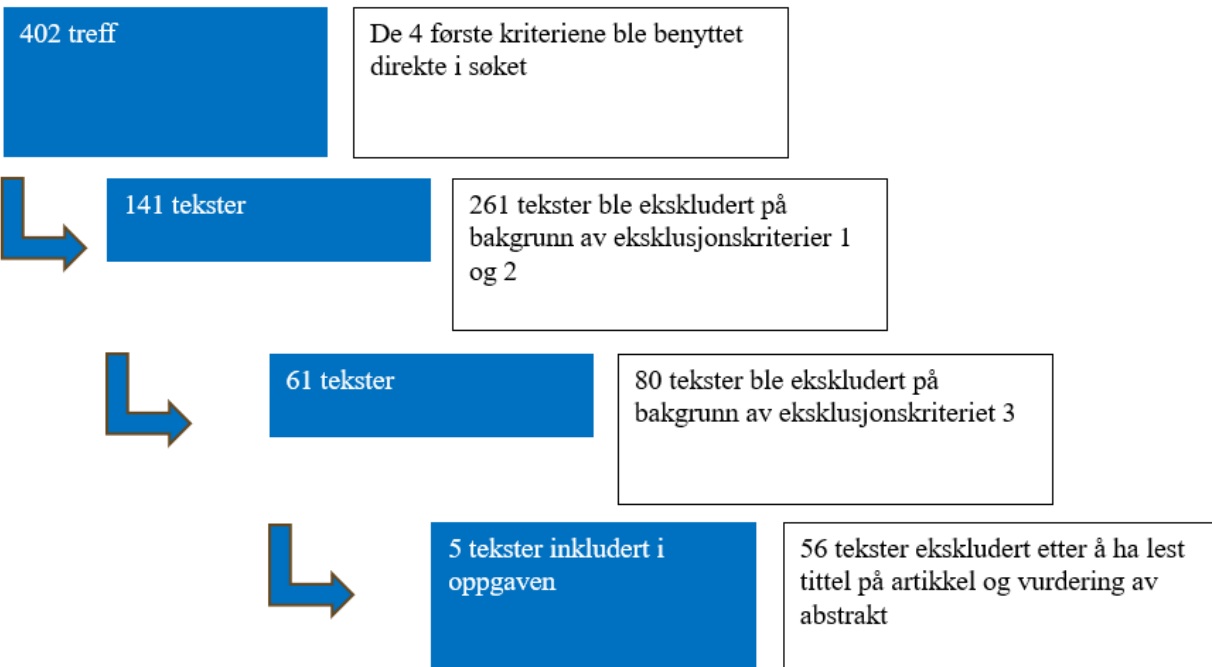 402 treff
De 4 første kriteriene ble benyttet
direkte i søket
141 tekster
261 tekster ble ekskludert på
bakgrunn av eksklusjonskriterier 1
og 2
61 tekster
80 tekster ble ekskludert på
bakgrunn av eksklusjonskriteriet 3
5 tekster inkludert i
oppgaven
56 tekster ekskludert etter å ha lest
tittel på artikkel og vurdering av
abstrakt